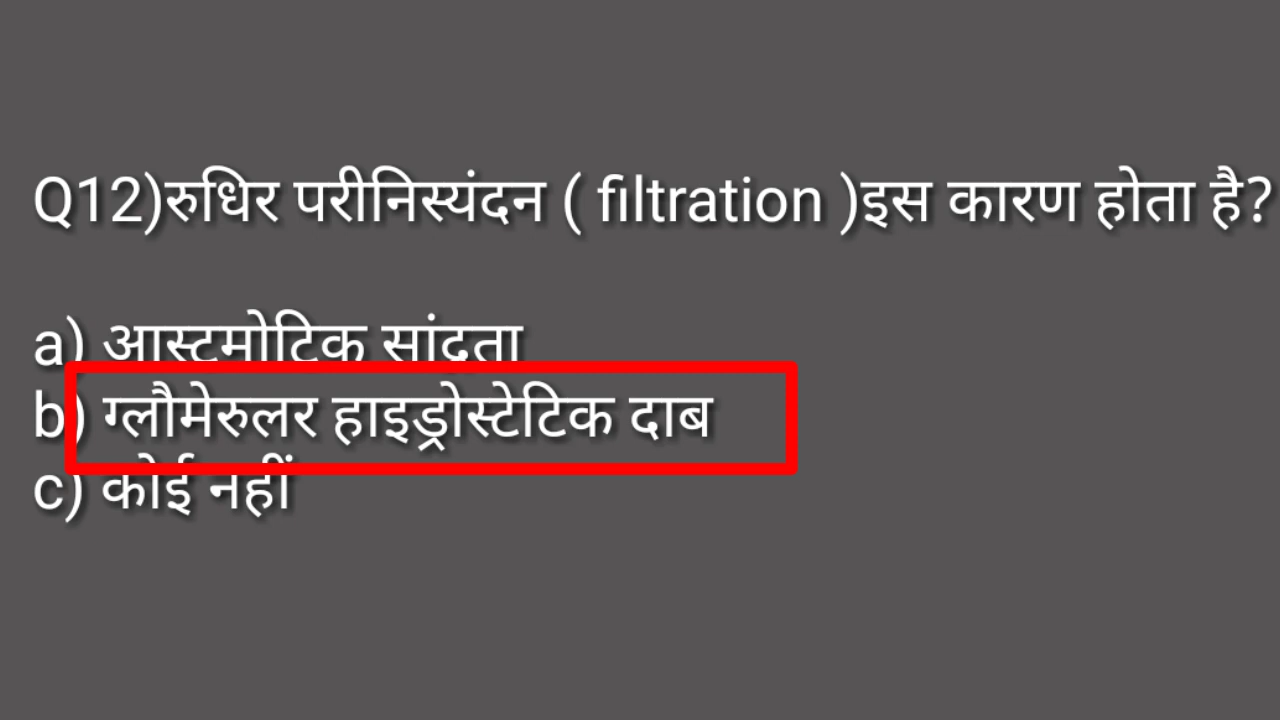 Q12)रुधिर परीनिस्यंदन ( filtration )इस कारण होता है?
a) आस्टमोटिक सांद्रता
b) ग्लौमेरुलर हाइड्रोस्टेटिक दाब
c) कोई नहीं